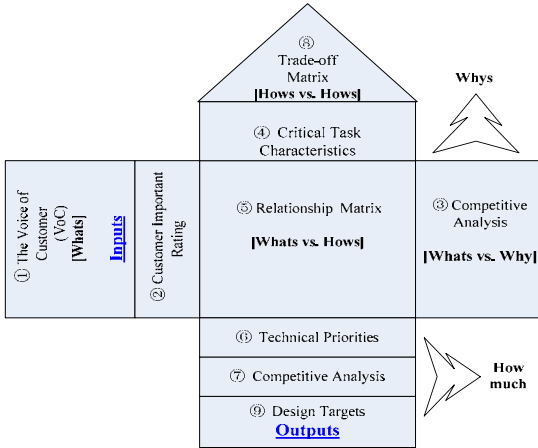 ⑧
Trade-off
Matrix
[Hows vs. Hows]
Whys
④ Critical Task
Characteristics
① The Voice of
Customer
(VoC)
[Whats]
Inputs
② Customer Important
Rating
⑤ Relationship Matrix
[Whats vs. Hows]
③ Competitive
Analysis
[Whats vs. Why]
⑥ Technical Priorities
⑦ Competitive Analysis
⑨ Design Targets
Outputs
How
much